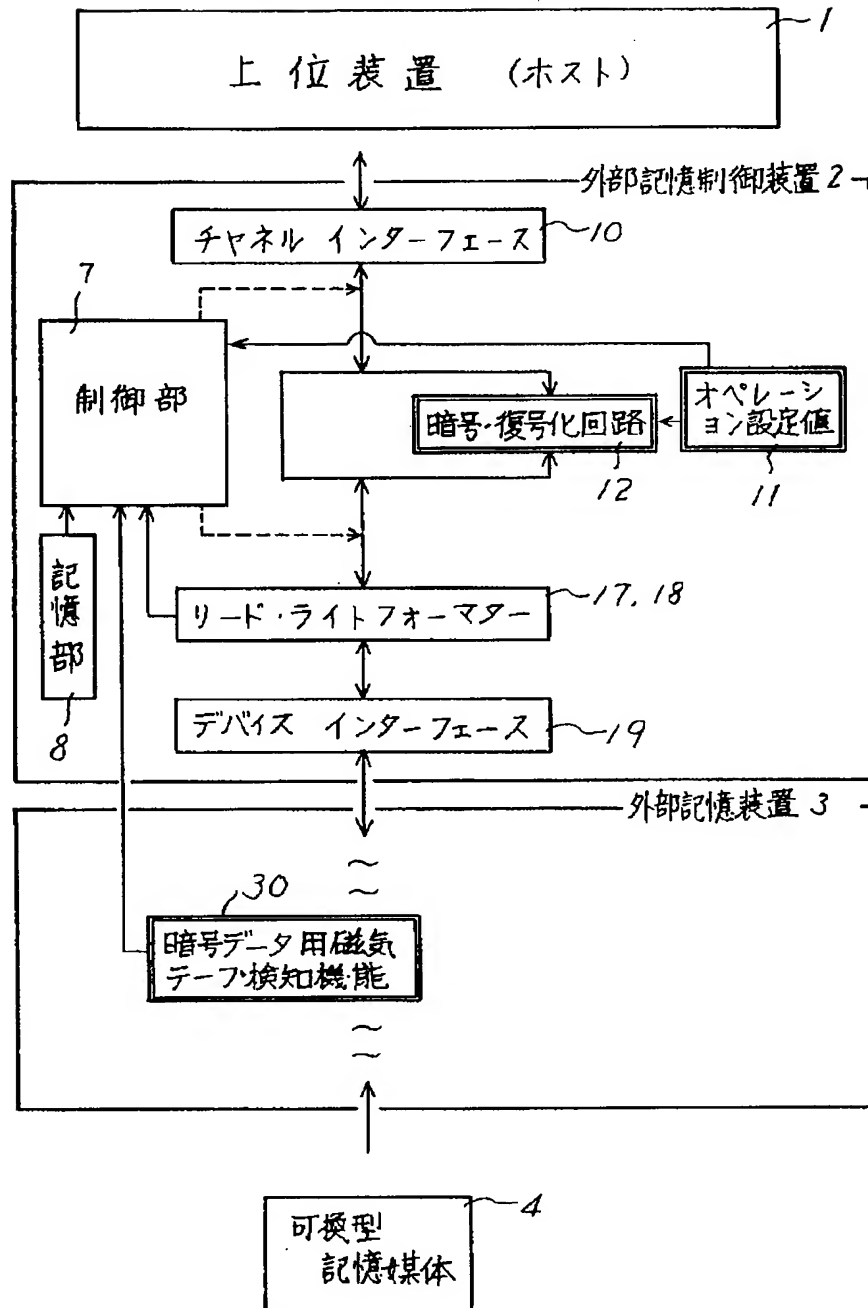 1
上位装置 (ホスト)
外部記憶制御装置 2
チャネル インターフェース
10
7
制御部
暗号・復号化回路
12
オペレーシ
ョン設定値
11
記憶部
8
リード・ライトフォーマター
17, 18
デバイス インターフェース
19
外部記憶装置 3
30
暗号データ用磁気
テープ検知機能
4
可換型
記憶媒体